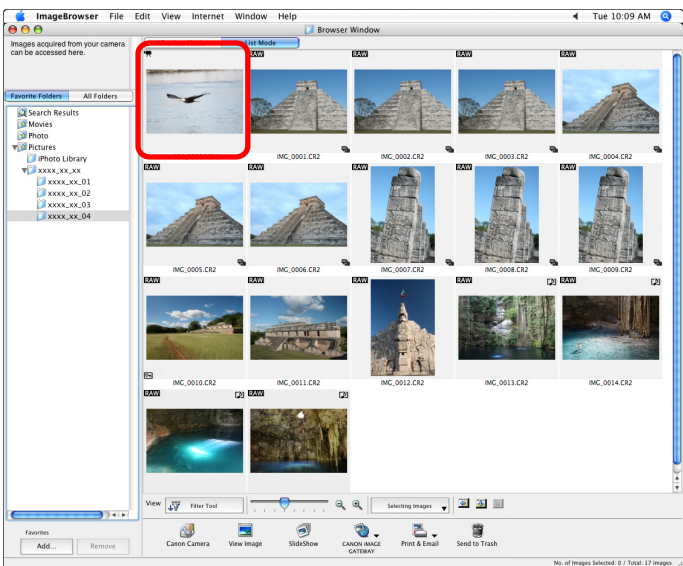 ImageBrowser File Edit View Internet Window Help Tue 10:09 AM
Browser Window
Images acquired from your camera
can be accessed here.
List Mode
Favorite Folders All Folders
Search Results
Movies
Photo
Pictures
iPhoto Library
xxxx_xx_xx
xxxx_xx_01
xxxx_xx_02
xxxx_xx_03
xxxx_xx_04
RAW RAW RAW RAW
IMG_0001.CR2 IMG_0002.CR2 IMG_0003.CR2 IMG_0004.CR2
RAW RAW RAW RAW RAW
IMG_0005.CR2 IMG_0006.CR2 IMG_0007.CR2 IMG_0008.CR2 IMG_0009.CR2
RAW RAW RAW RAW RAW
IMG_0010.CR2 IMG_0011.CR2 IMG_0012.CR2 IMG_0013.CR2 IMG_0014.CR2
RAW RAW
View Filter Tool Selecting Images
Favorites
Add... Remove
Canon Camera View Image SlideShow CANON iMAGE GATEWAY Print & Email Send to Trash
No. of Images Selected: 0 / Total: 17 images